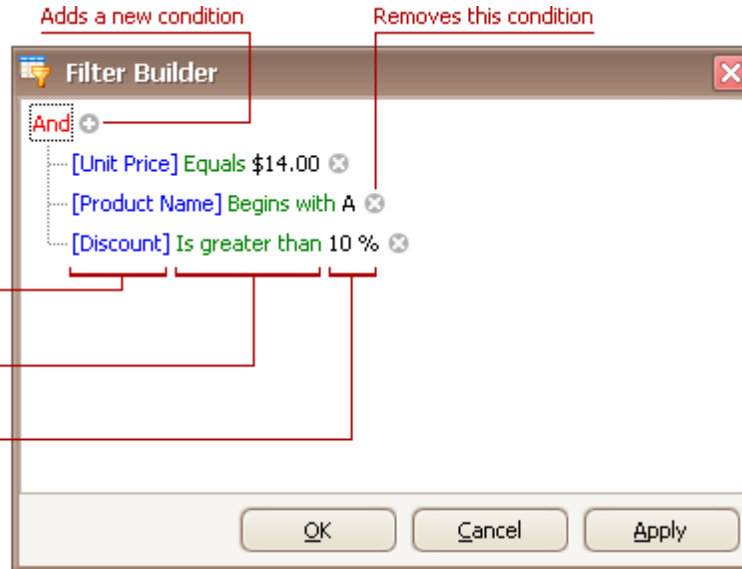 Adds a new condition Removes this condition
Filter Builder
And
[Unit Price] Equals $14.00
[Product Name] Begins with A
[Discount] Is greater than 10 %
OK Cancel Apply